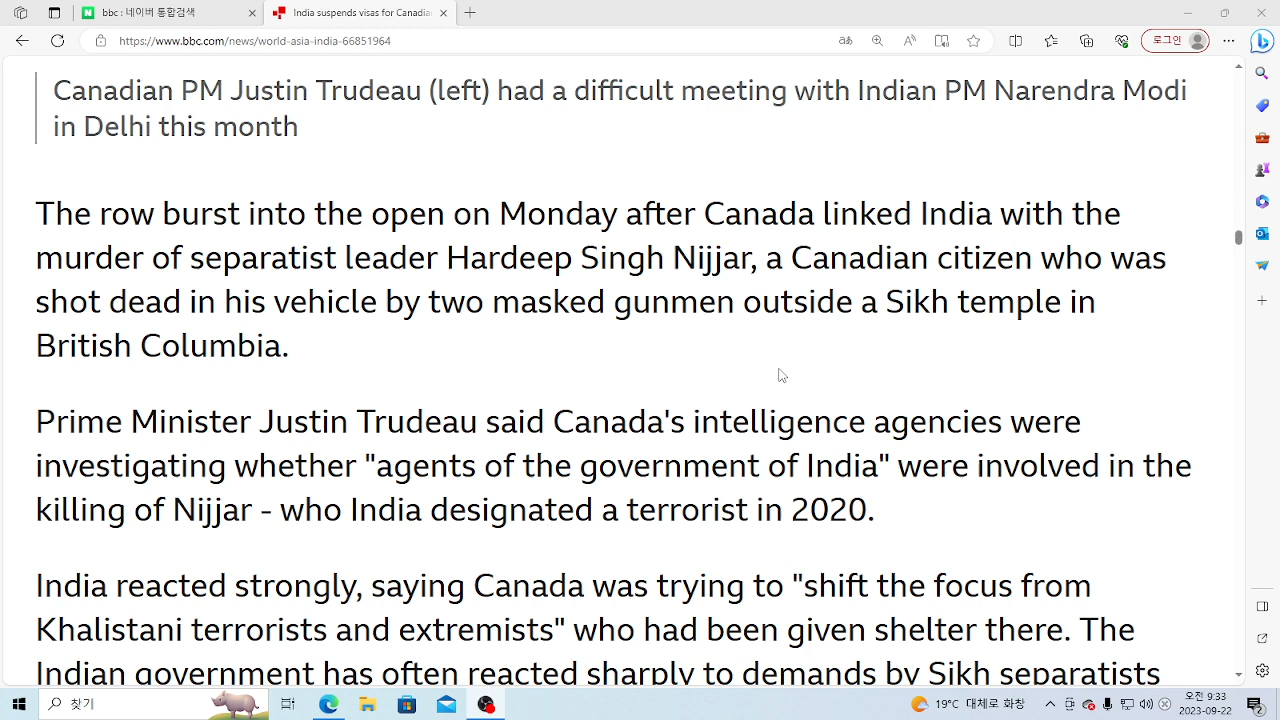 bbc : 네이버 통합검색
India suspends visas for Canadia
https://www.bbc.com/news/world-asia-india-66851964
로그인
Canadian PM Justin Trudeau (left) had a difficult meeting with Indian PM Narendra Modi
in Delhi this month
The row burst into the open on Monday after Canada linked India with the
murder of separatist leader Hardeep Singh Nijjar, a Canadian citizen who was
shot dead in his vehicle by two masked gunmen outside a Sikh temple in
British Columbia.
Prime Minister Justin Trudeau said Canada's intelligence agencies were
investigating whether "agents of the government of India" were involved in the
killing of Nijjar - who India designated a terrorist in 2020.
India reacted strongly, saying Canada was trying to "shift the focus from
Khalistani terrorists and extremists" who had been given shelter there. The
Indian government has often reacted sharply to demands by Sikh separatists
찾기
19°C 대체로 화창
오전 9:33
2023-09-22
2